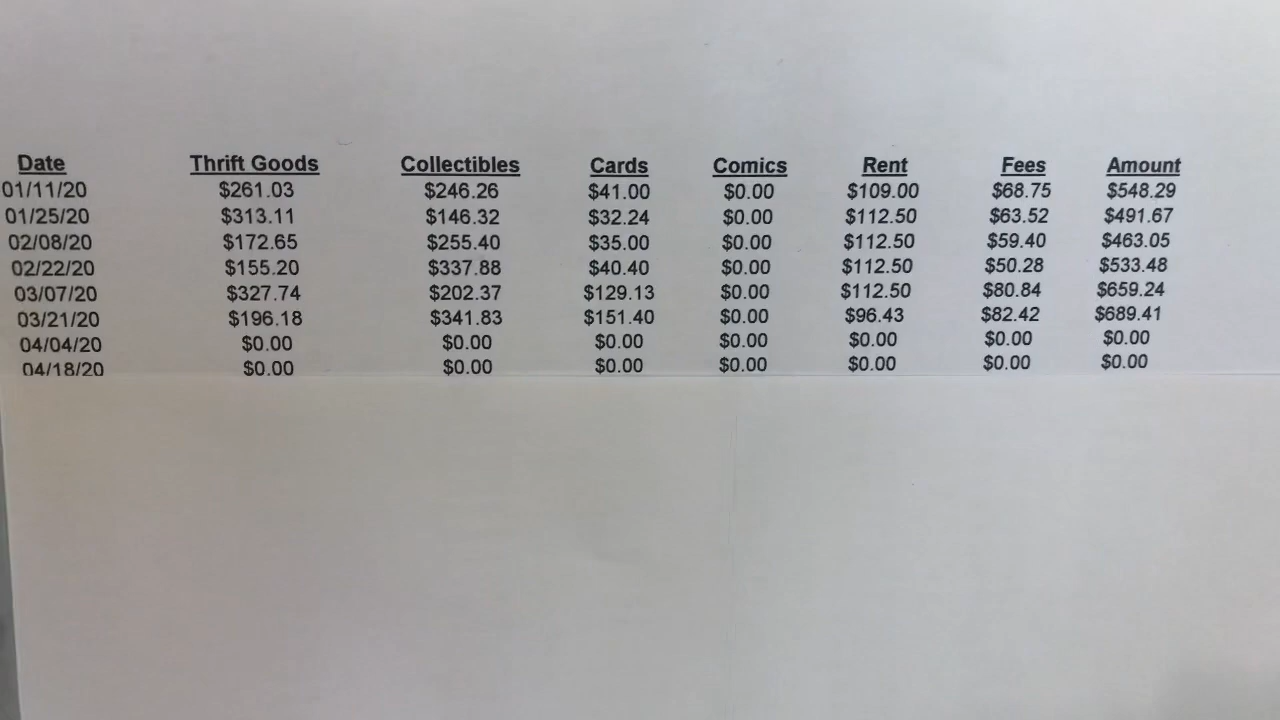 Date Thrift Goods Collectibles Cards Comics Rent Fees Amount
01/11/20 $261.03 $246.26 $41.00 $0.00 $109.00 $68.75 $548.29
01/25/20 $313.11 $146.32 $32.24 $0.00 $112.50 $63.52 $491.67
02/08/20 $172.65 $255.40 $35.00 $0.00 $112.50 $59.40 $463.05
02/22/20 $155.20 $337.88 $40.40 $0.00 $112.50 $50.28 $533.48
03/07/20 $327.74 $202.37 $129.13 $0.00 $112.50 $80.84 $659.24
03/21/20 $196.18 $341.83 $151.40 $0.00 $96.43 $82.42 $689.41
04/04/20 $0.00 $0.00 $0.00 $0.00 $0.00 $0.00 $0.00
04/18/20 $0.00 $0.00 $0.00 $0.00 $0.00 $0.00 $0.00